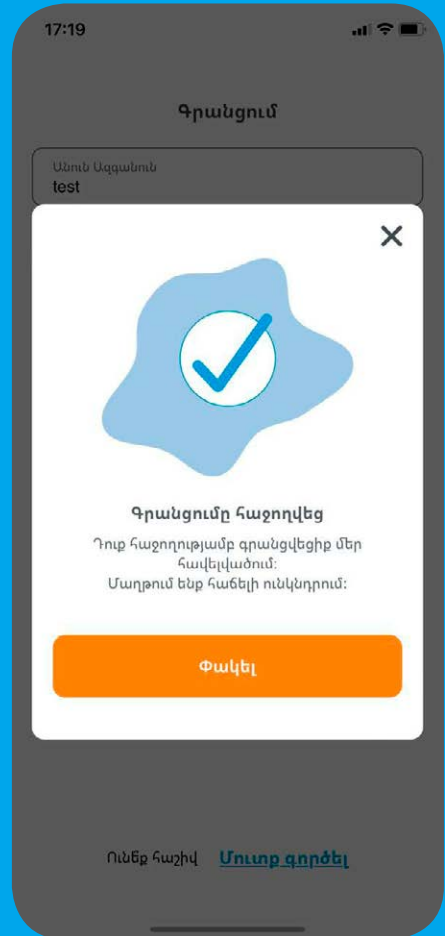 17:19
Գրանցում
Անուն Ազգանուն
test
Գրանցումը հաջողվեց
Դուք հաջողությամբ գրանցվեցիք մեր
հավելվածում:
Մաղթում ենք հաճելի ունկնդրում:
Փակել
Ունեք հաշիվ Մուտք գործել